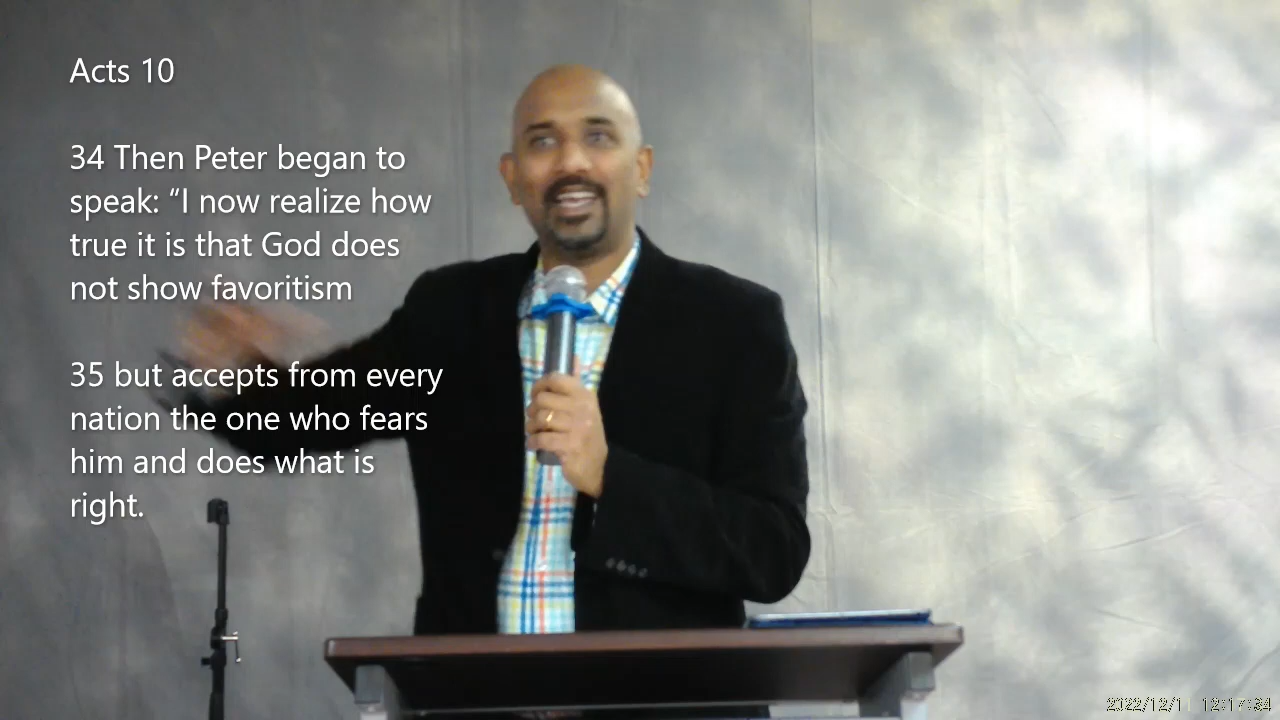 Acts 10
34 Then Peter began to
speak: “I now realize how
true it is that God does
not show favoritism
35 but accepts from every
nation the one who fears
him and does what is
right.